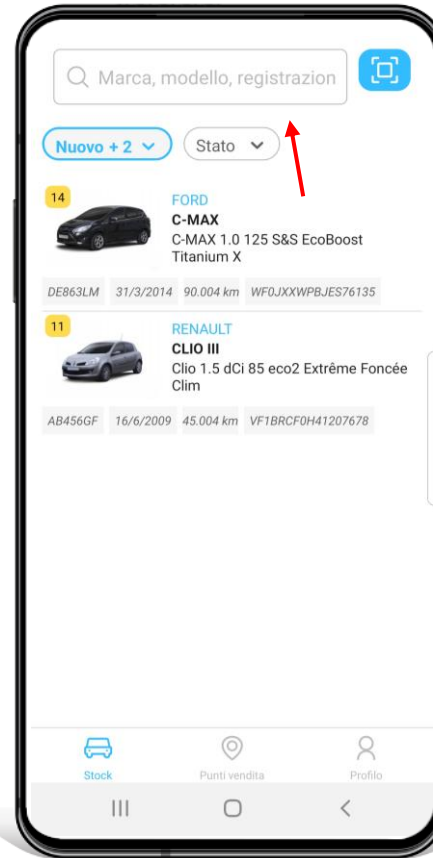 Marca, modello, registrazion
Nuovo + 2
Stato
14
FORD
C-MAX
C-MAX 1.0 125 S&S EcoBoost
Titanium X
DE863LM 31/3/2014 90.004 km WF0JXXWPBJES76135
11
RENAULT
CLIO III
Clio 1.5 dCi 85 eco2 Extrême Foncée
Clim
AB456GF 16/6/2009 45.004 km VF1BRCF0H41207678
Stock Punti vendita Profilo